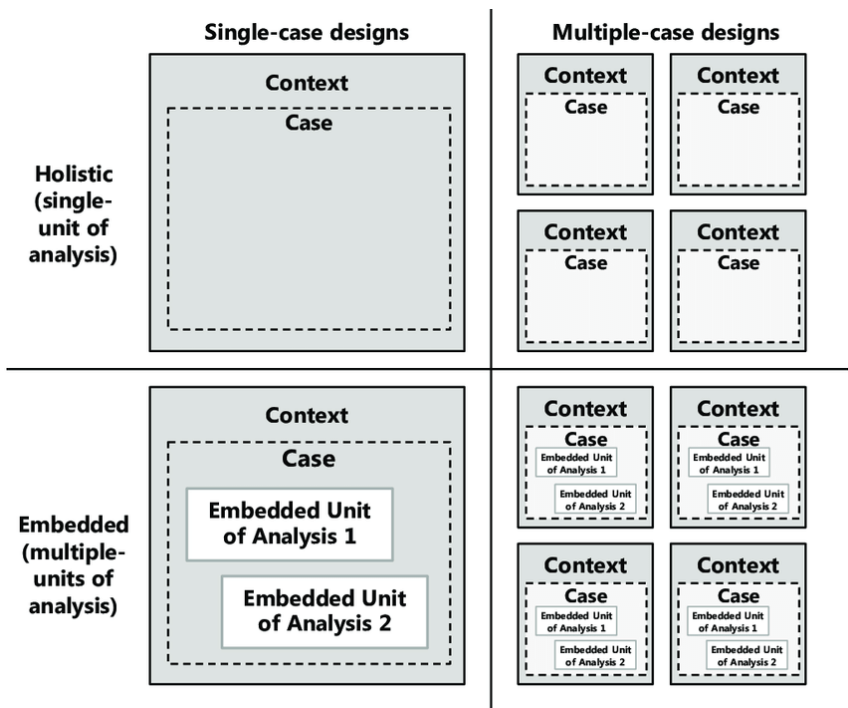 Single-case designs
Multiple-case designs
Holistic
(single-
unit of
analysis)
Context
Case
Context
Case
Context
Case
Context
Case
Context
Case
Embedded
(multiple-
units of
analysis)
Context
Case
Embedded Unit
of Analysis 1
Embedded Unit
of Analysis 2
Context
Case
Embedded Unit
of Analysis 1
Embedded Unit
of Analysis 2
Context
Case
Embedded Unit
of Analysis 1
Embedded Unit
of Analysis 2
Context
Case
Embedded Unit
of Analysis 1
Embedded Unit
of Analysis 2
Context
Case
Embedded Unit
of Analysis 1
Embedded Unit
of Analysis 2